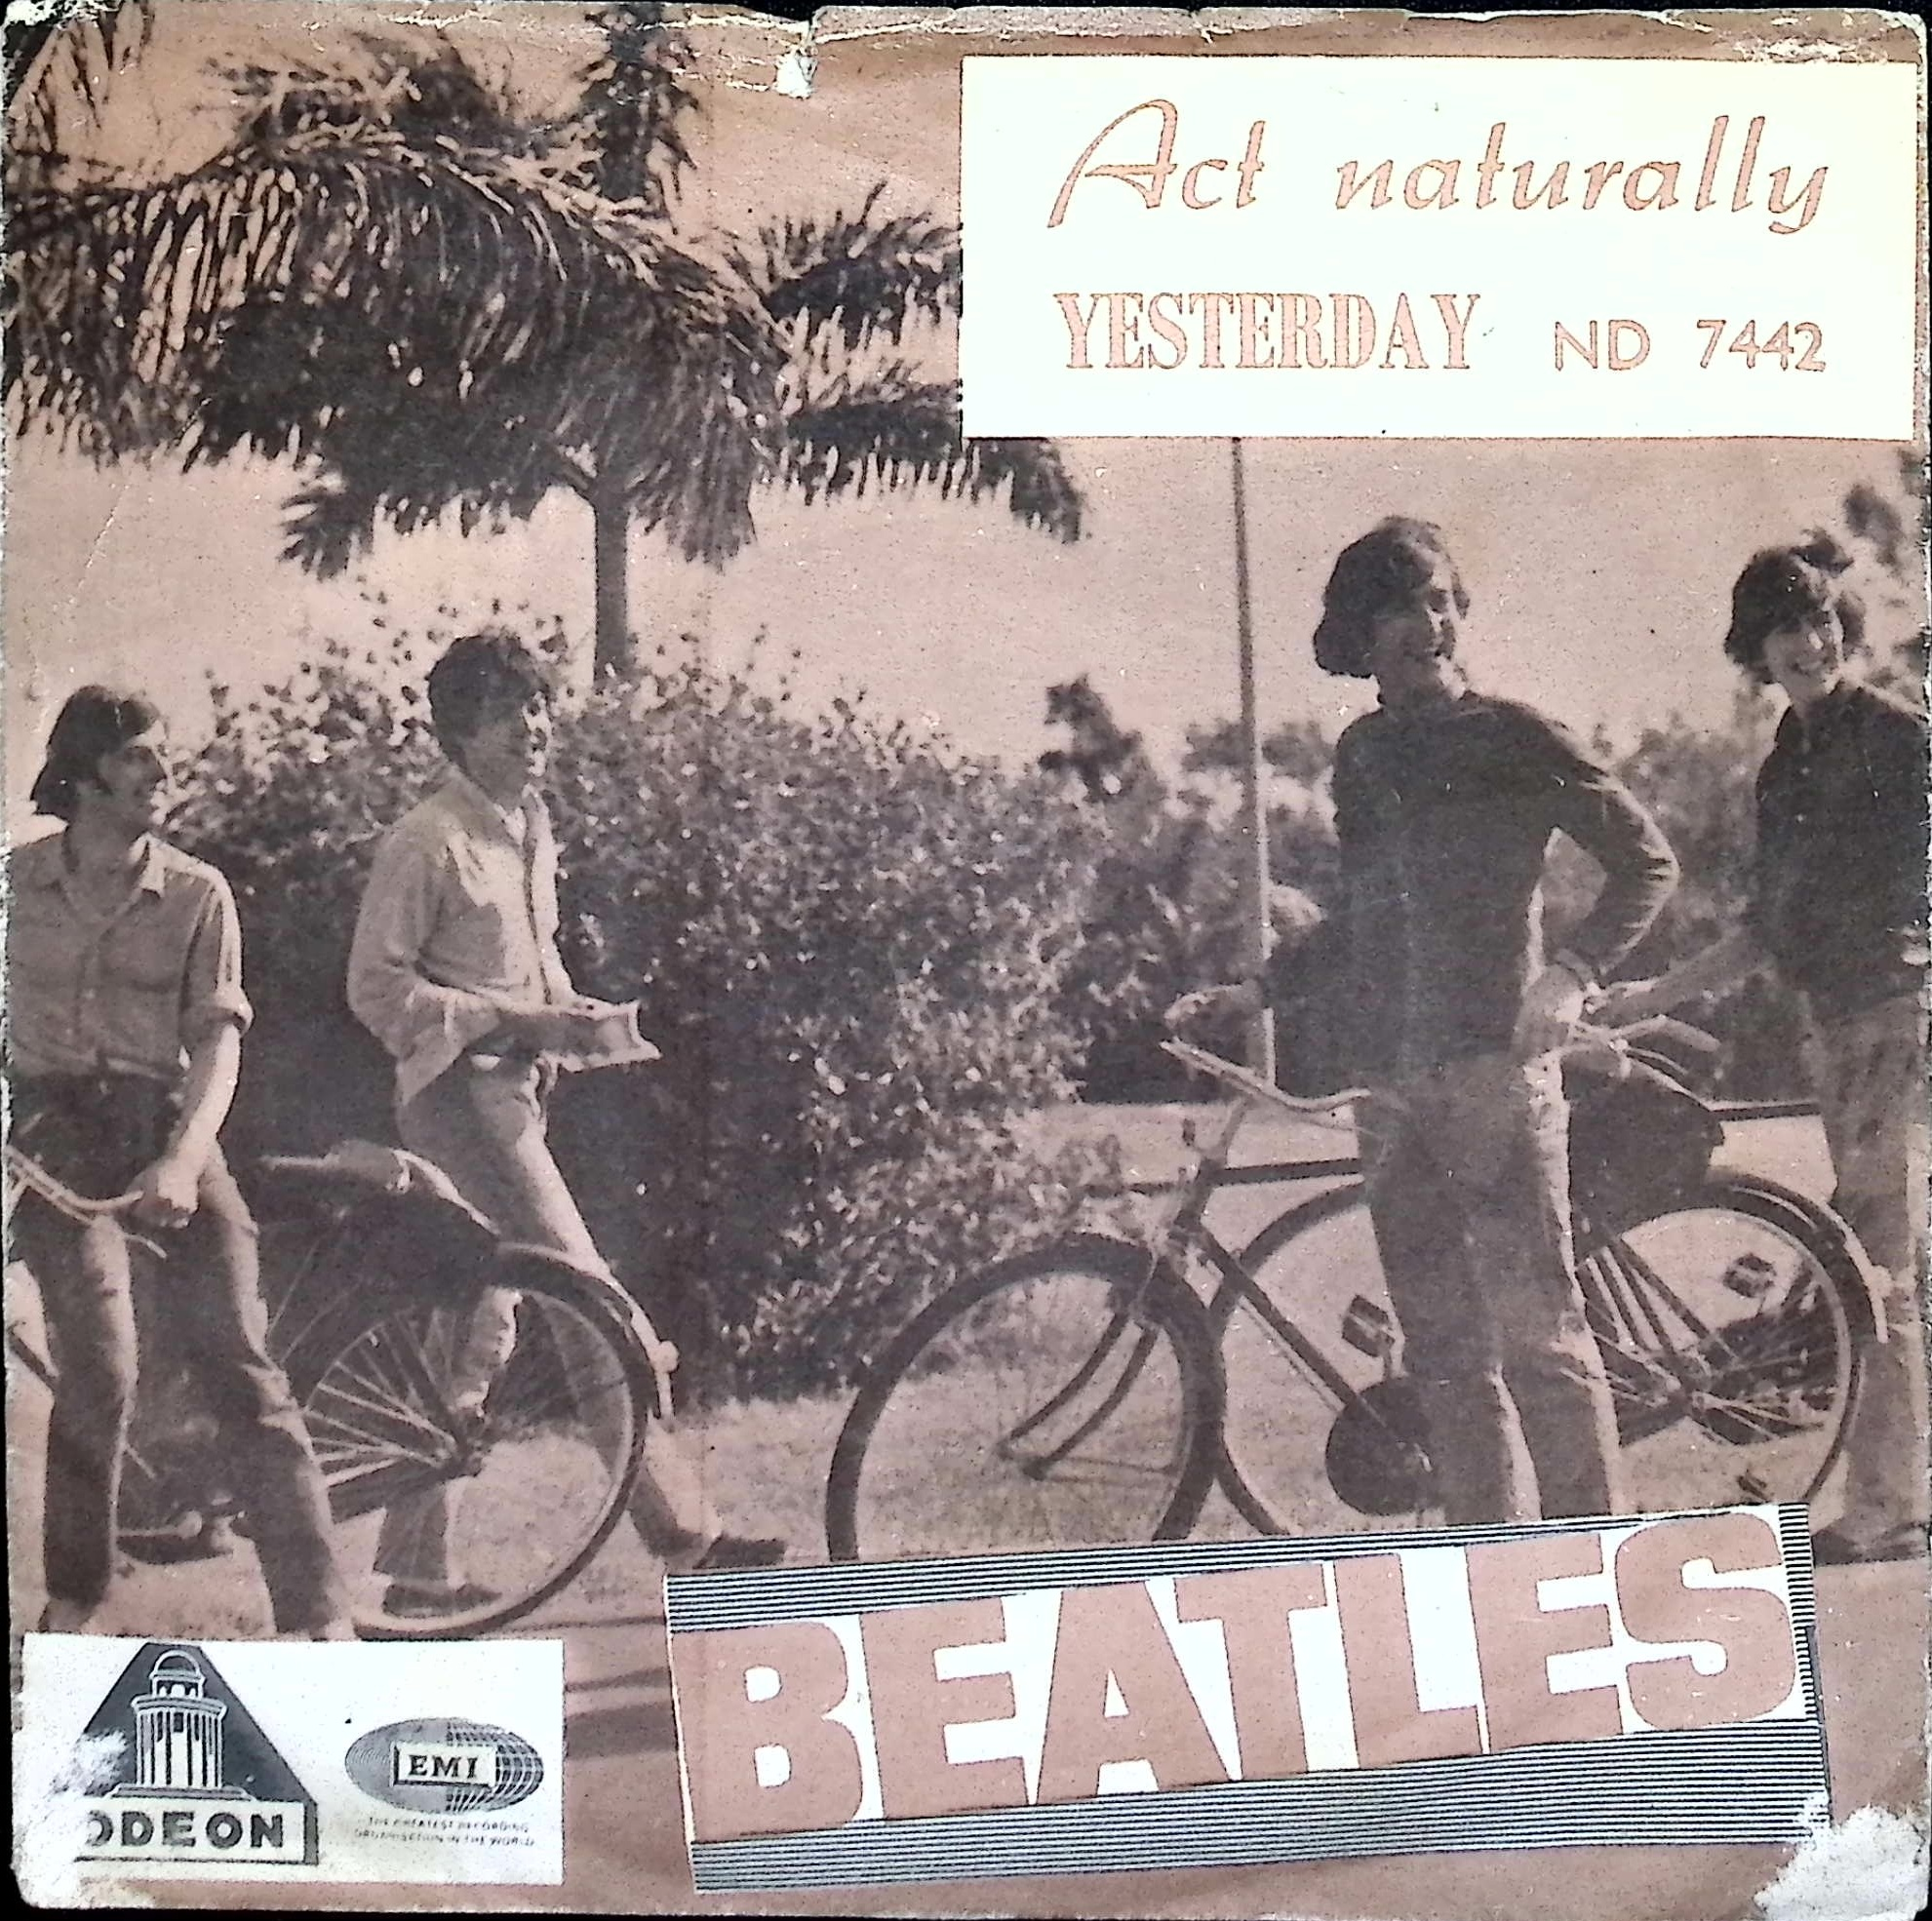 Act naturally
YESTERDAY ND 7442
BEATLES
ODEON
EMI
THE GREATEST RECORDING
ORGANISATION IN THE WORLD